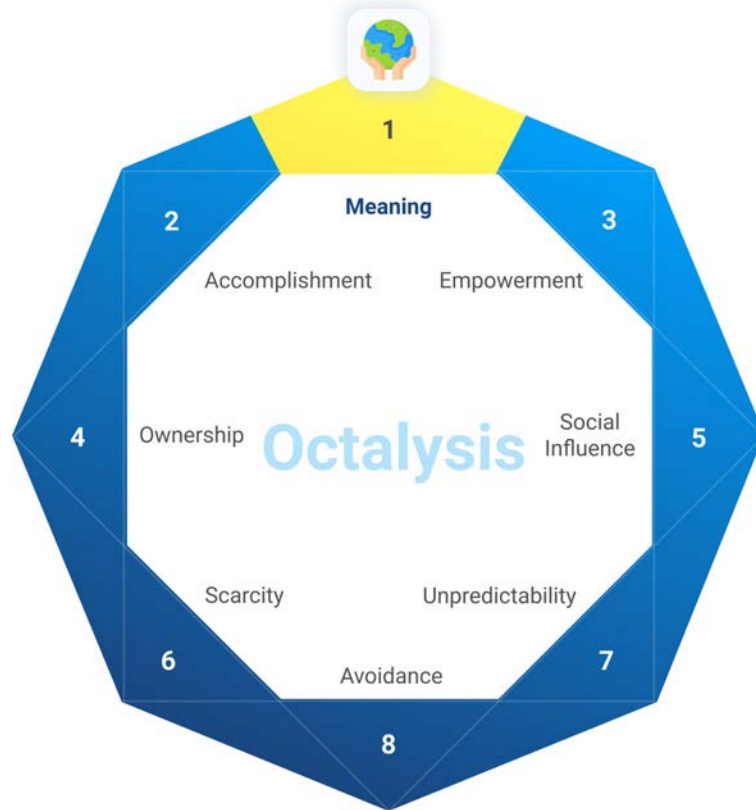 1
Meaning
2
3
Accomplishment
Empowerment
4
Ownership
Octalysis
Social
Influence
5
Scarcity
Unpredictability
6
7
Avoidance
8